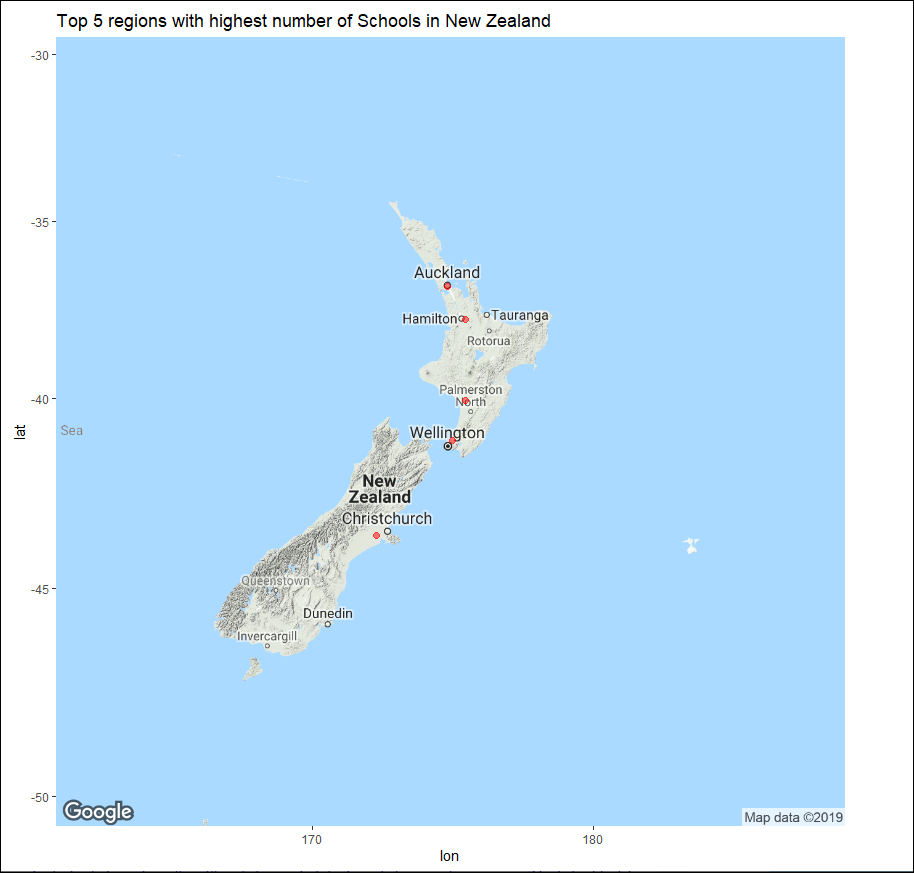 Top 5 regions with highest number of Schools in New Zealand
-30
-35
-40
-45
-50
lat
Sea
Auckland
Hamilton
Tauranga
Rotorua
Palmerston
North
Wellington
New
Zealand
Christchurch
Queenstown
Dunedin
Invercargill
Google
Map data ©2019
170
180
lon